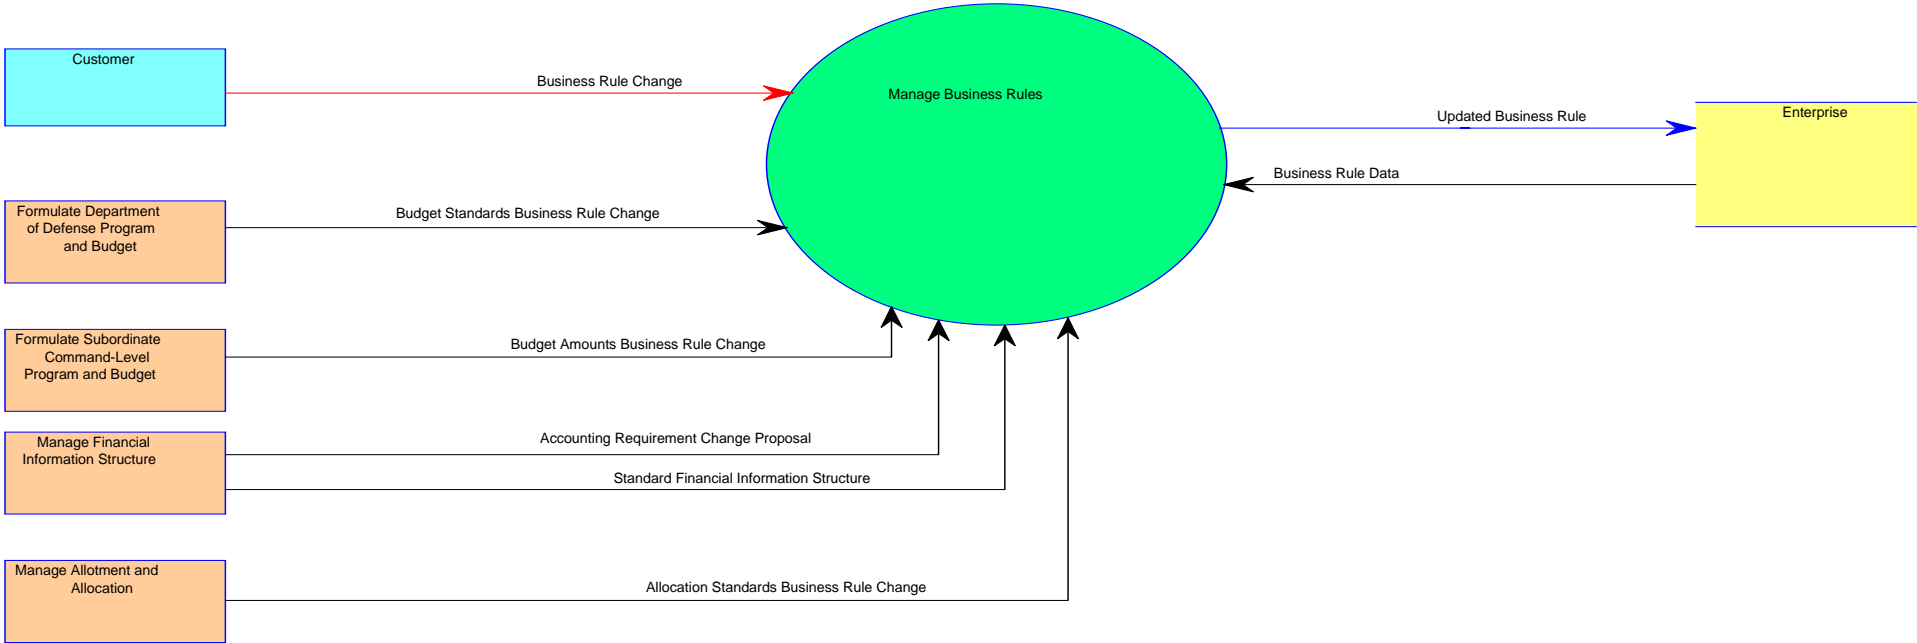 Customer
Business Rule Change
Manage Business Rules
Updated Business Rule
Enterprise
Business Rule Data
Formulate Department
of Defense Program
and Budget
Budget Standards Business Rule Change
Formulate Subordinate
Command-Level
Program and Budget
Budget Amounts Business Rule Change
Manage Financial
Information Structure
Accounting Requirement Change Proposal
Standard Financial Information Structure
Manage Allotment and
Allocation
Allocation Standards Business Rule Change